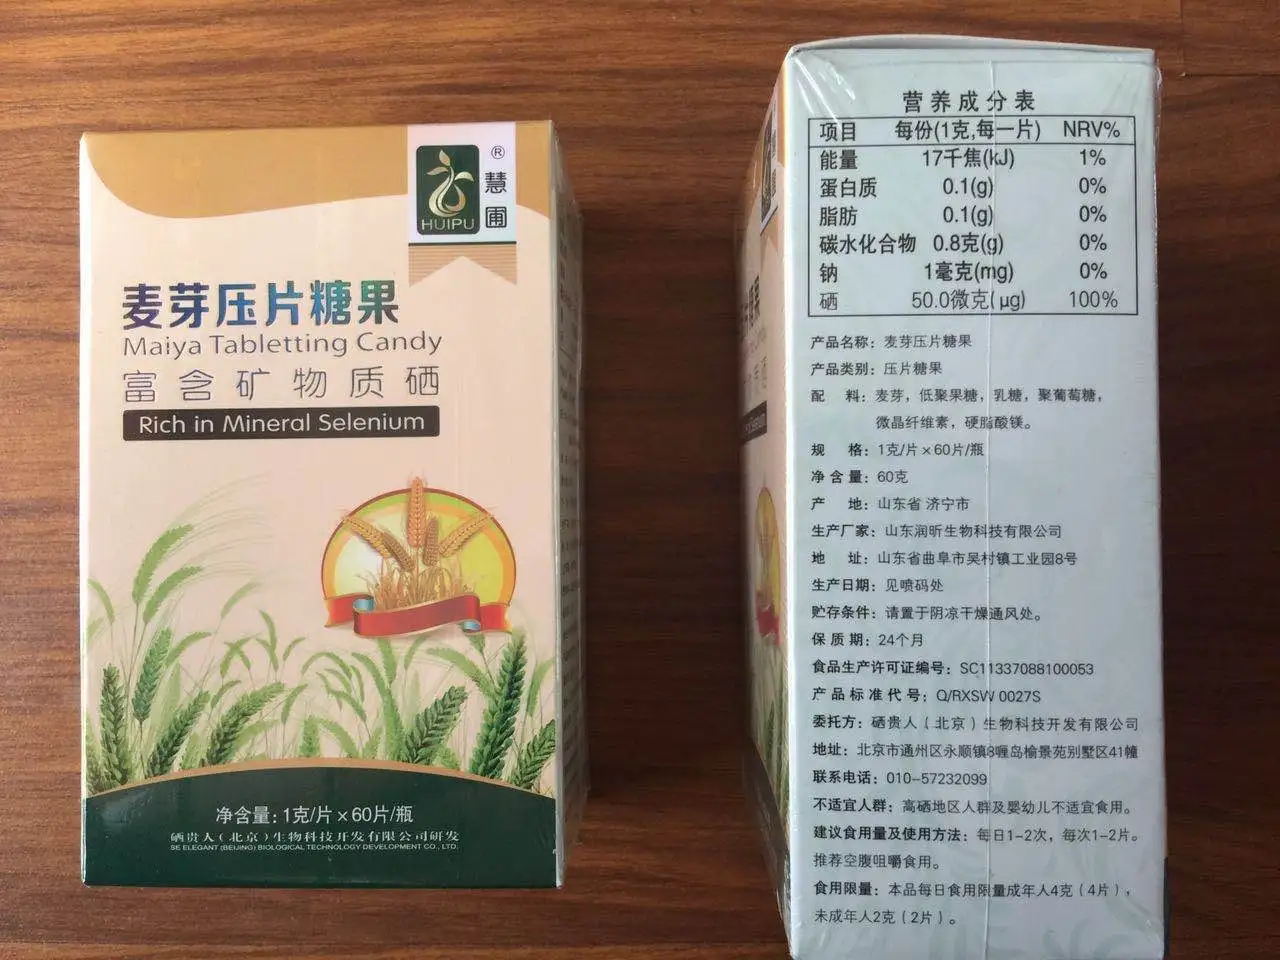 HUIPU
®
慧圃
麦芽压片糖果
Maiya Tabletting Candy
富含矿物质硒
Rich in Mineral Selenium
净含量：1克/片×60片/瓶
硒贵人（北京）生物科技开发有限公司研发
SE ELEGANT (BEIJING) BIOLOGICAL TECHNOLOGY DEVELOPMENT CO., LTD.
营养成分表
项目 每份(1克,每一片) NRV%
能量 17千焦(kJ) 1%
蛋白质 0.1(g) 0%
脂肪 0.1(g) 0%
碳水化合物 0.8克(g) 0%
钠 1毫克(mg) 0%
硒 50.0微克(µg) 100%
产品名称：麦芽压片糖果
产品类别：压片糖果
配 料：麦芽，低聚果糖，乳糖，聚葡萄糖，
微晶纤维素，硬脂酸镁。
规 格：1克/片×60片/瓶
净含量：60克
产 地：山东省 济宁市
生产厂家：山东润昕生物科技有限公司
地 址：山东省曲阜市吴村镇工业园8号
生产日期：见喷码处
贮存条件：请置于阴凉干燥通风处。
保质期：24个月
食品生产许可证编号：SC11337088100053
产品标准代号：Q/RXSW 0027S
委托方：硒贵人（北京）生物科技开发有限公司
地址：北京市通州区永顺镇8喱岛榆景苑别墅区41幢
联系电话：010-57232099
不适宜人群：高硒地区人群及婴幼儿不适宜食用。
建议食用量及使用方法：每日1-2次，每次1-2片。
推荐空腹咀嚼食用。
食用限量：本品每日食用限量成年人4克（4片），
未成年人2克（2片）。